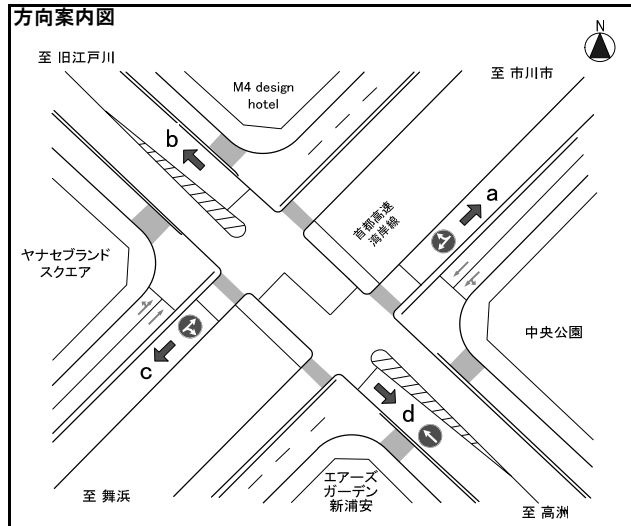 方向案内図
N
至 旧江戸川
至 市川市
M4 design
hotel
b
a
首都高速
湾岸線
ヤナセブランド
スクエア
中央公園
c
d
エアーズ
ガーデン
新浦安
至 舞浜
至 高洲